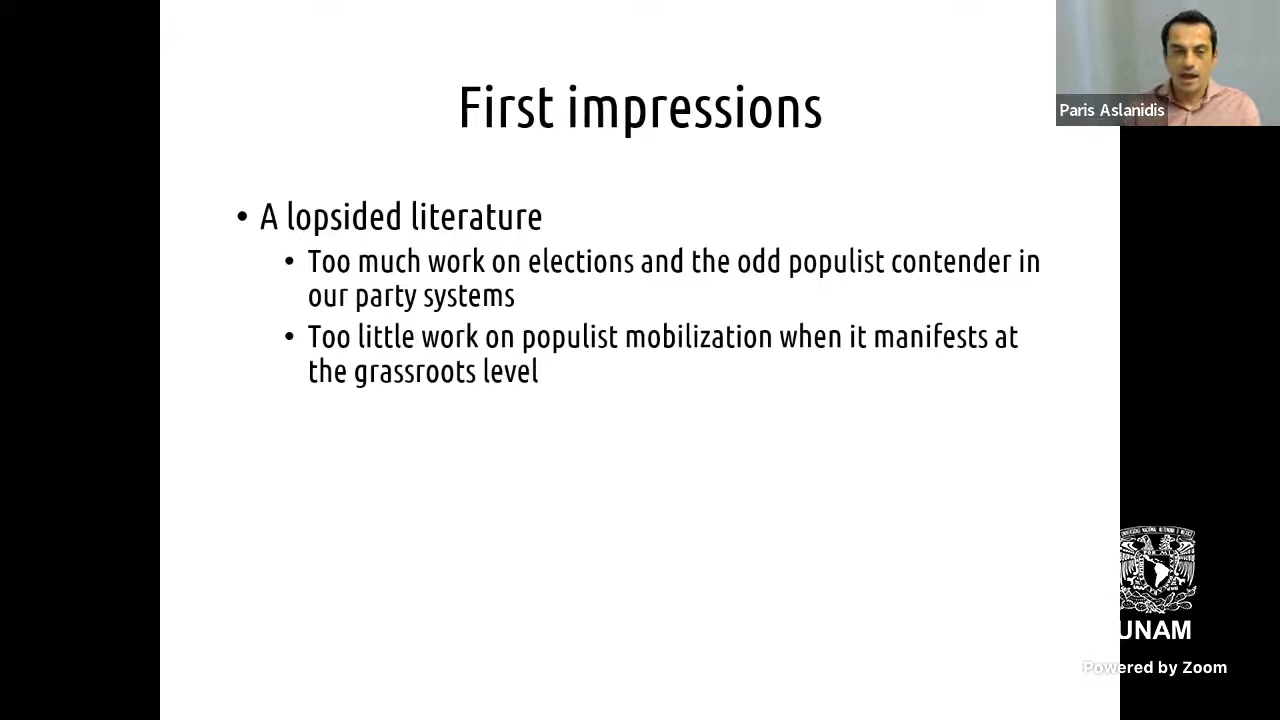 First impressions
Paris Aslanidis
• A lopsided literature
• Too much work on elections and the odd populist contender in
our party systems
• Too little work on populist mobilization when it manifests at
the grassroots level
UNAM
Powered by Zoom